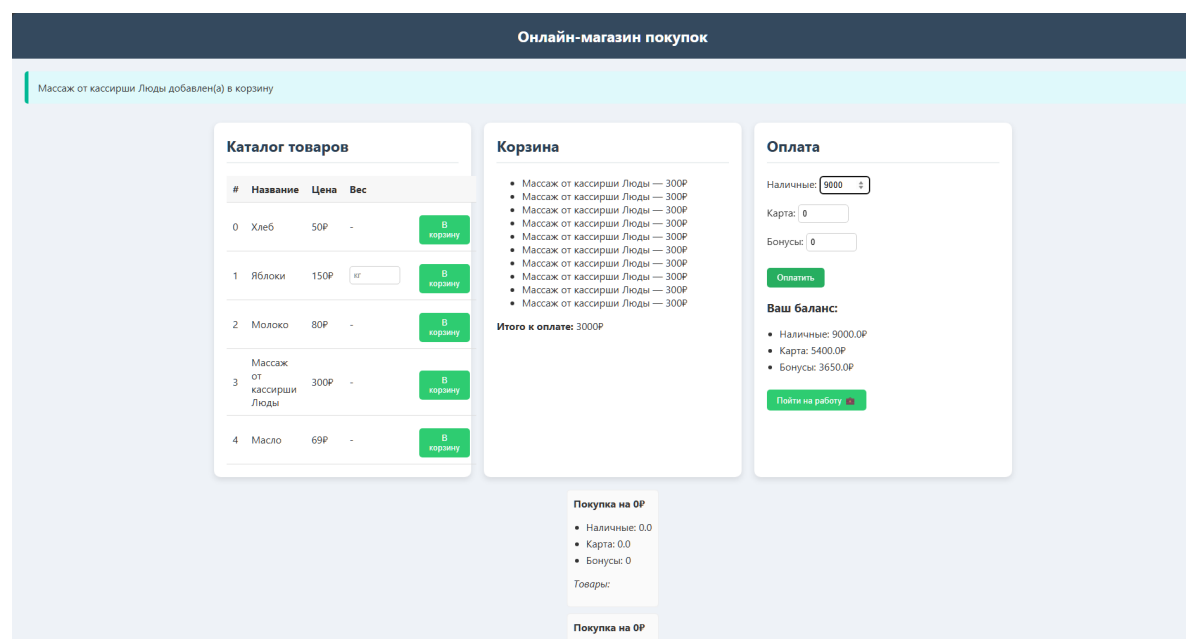 Онлайн-магазин покупок
Массаж от кассирши Люды добавлен(а) в корзину
Каталог товаров
# Название Цена Вес
0 Хлеб 50₽ - В корзину
1 Яблоки 150₽ кг В корзину
2 Молоко 80₽ - В корзину
3 Массаж от кассирши Люды 300₽ - В корзину
4 Масло 69₽ - В корзину
Корзина
Массаж от кассирши Люды — 300₽
Массаж от кассирши Люды — 300₽
Массаж от кассирши Люды — 300₽
Массаж от кассирши Люды — 300₽
Массаж от кассирши Люды — 300₽
Массаж от кассирши Люды — 300₽
Массаж от кассирши Люды — 300₽
Массаж от кассирши Люды — 300₽
Массаж от кассирши Люды — 300₽
Массаж от кассирши Люды — 300₽
Итого к оплате: 3000₽
Оплата
Наличные: 9000
Карта: 0
Бонусы: 0
Оплатить
Ваш баланс:
Наличные: 9000.0₽
Карта: 5400.0₽
Бонусы: 3650.0₽
Пойти на работу
Покупка на 0₽
Наличные: 0.0
Карта: 0.0
Бонусы: 0
Товары:
Покупка на 0₽